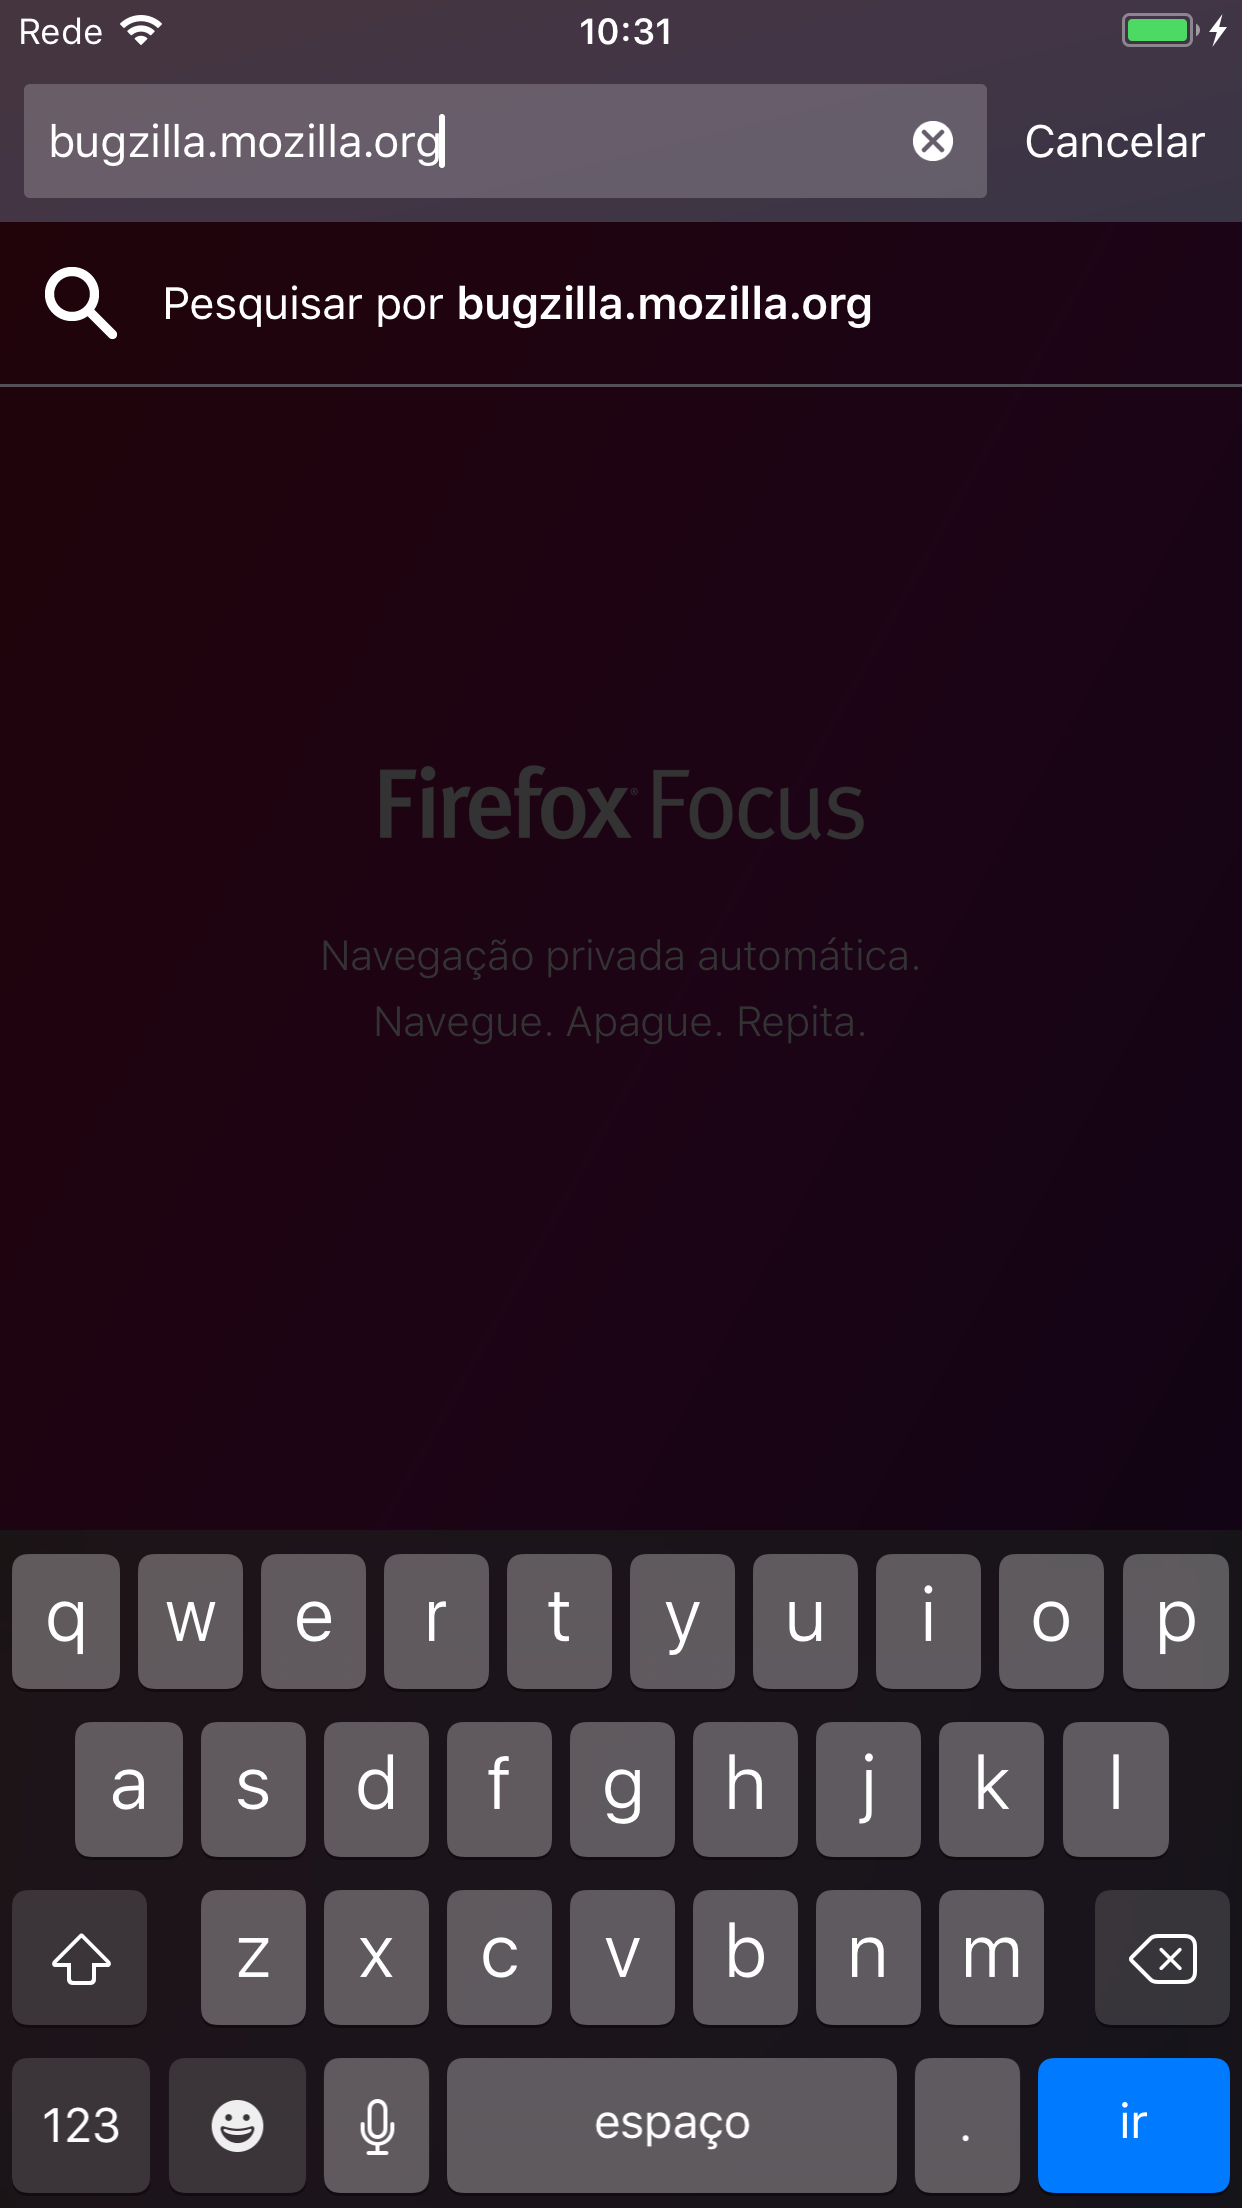 Rede 10:31
bugzilla.mozilla.org Cancelar
Pesquisar por bugzilla.mozilla.org
Firefox® Focus
Navegação privada automática.
Navegue. Apague. Repita.
q w e r t y u i o p
a s d f g h j k l
z x c v b n m
123 espaço . ir